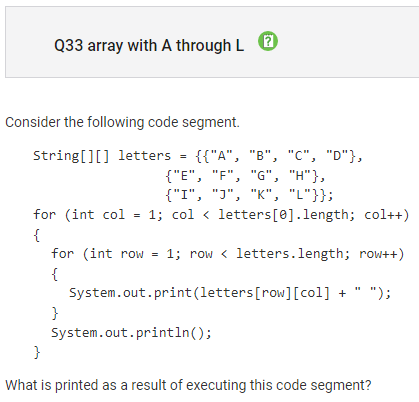 Q33 array with A through L ?
Consider the following code segment.
String[][] letters = {{"A", "B", "C", "D"},
{"E", "F", "G", "H"},
{"I", "J", "K", "L"}};
for (int col = 1; col < letters[0].length; col++)
{
for (int row = 1; row < letters.length; row++)
{
System.out.print(letters[row][col] + " ");
}
System.out.println();
}
What is printed as a result of executing this code segment?